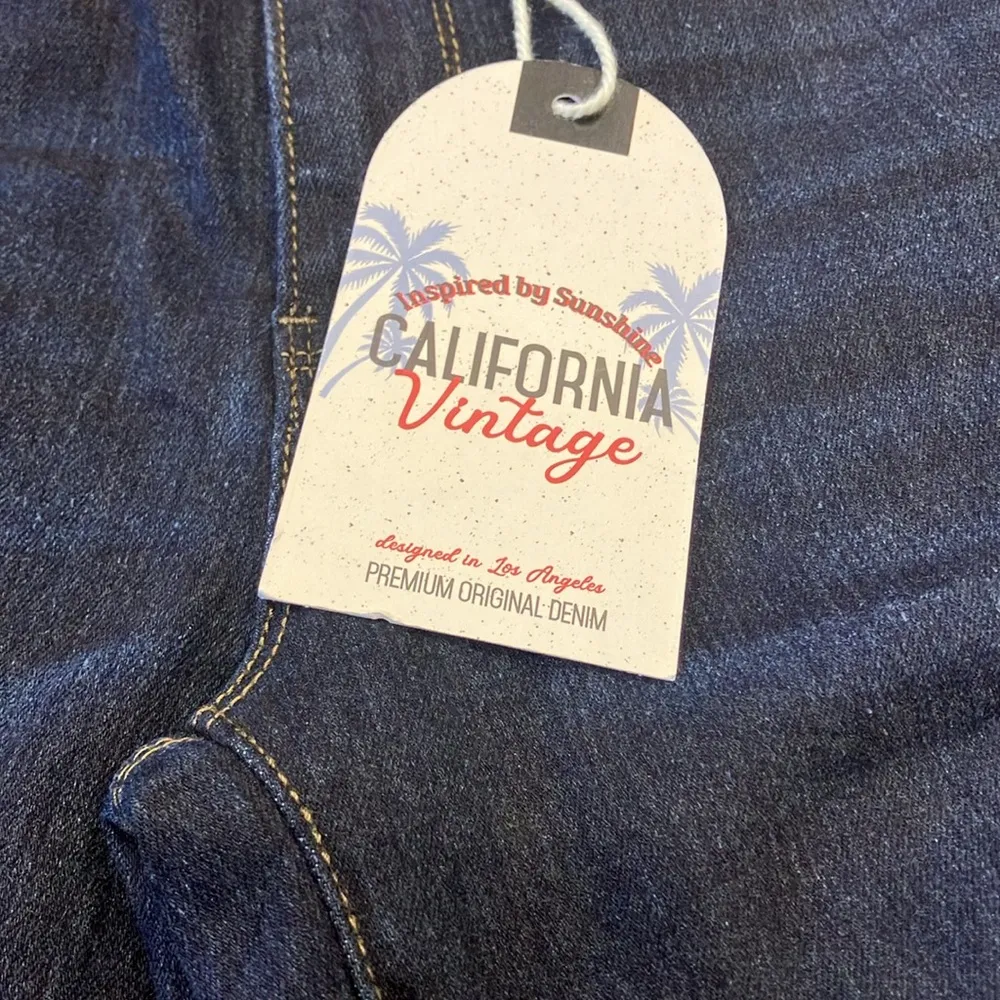 Inspired by Sunshine
CALIFORNIA
Vintage
designed in Los Angeles
PREMIUM ORIGINAL DENIM